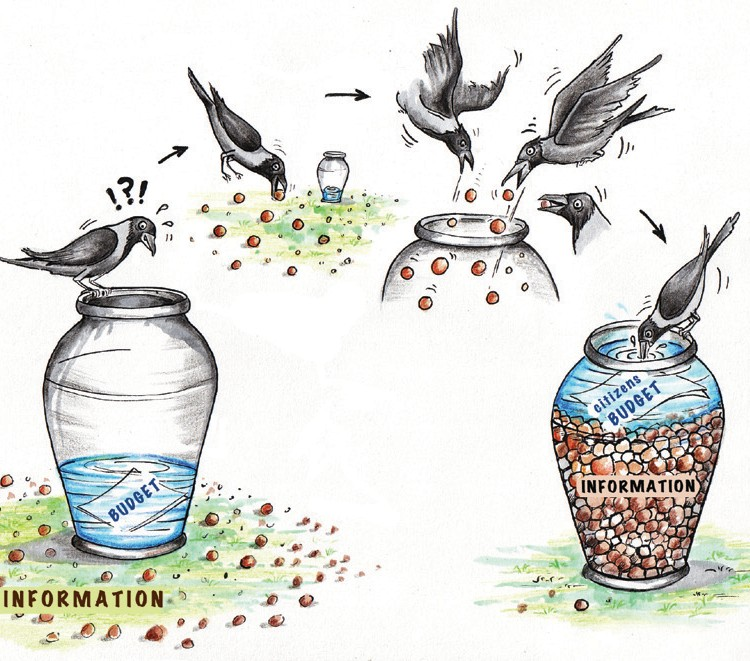 !?!
BUDGET
INFORMATION
citizens
BUDGET
INFORMATION